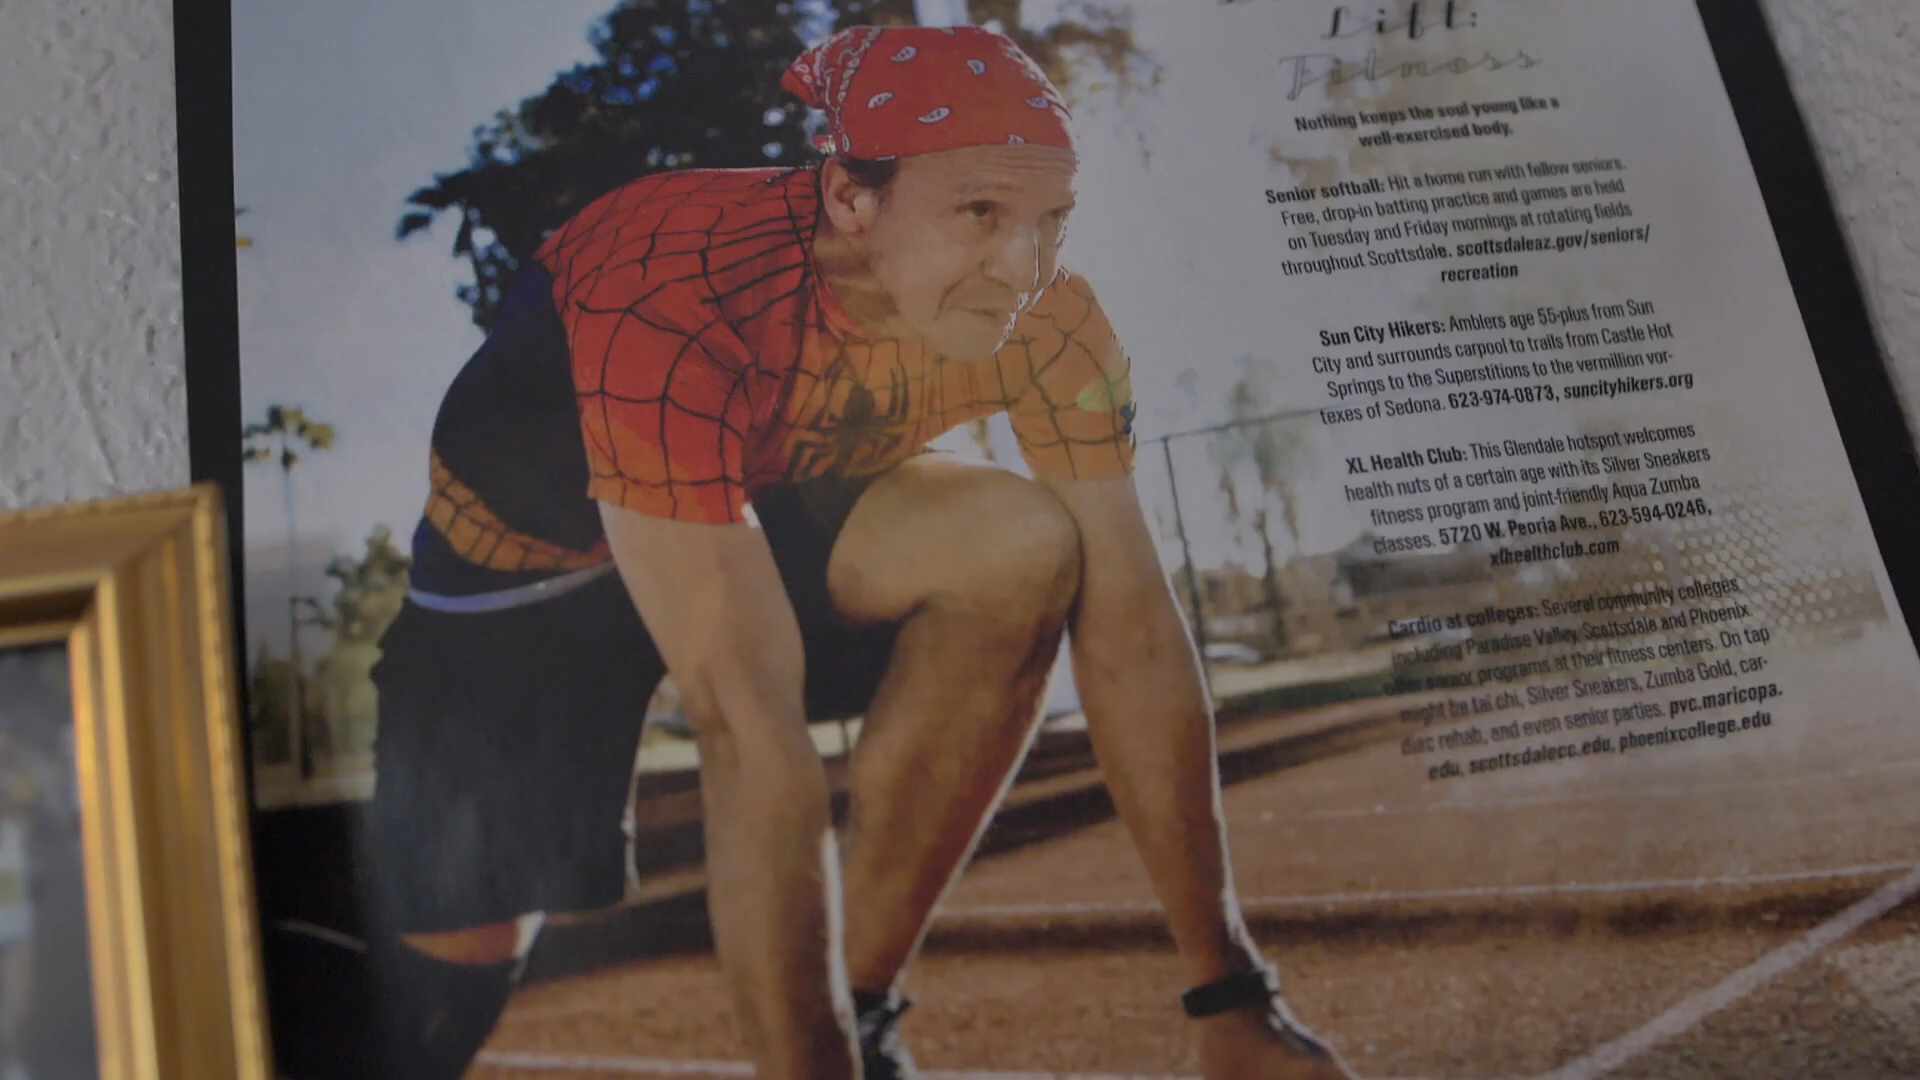 Lift:
Fitness
Nothing keeps the soul young like a
well-exercised body.
Senior softball: Hit a home run with fellow seniors.
Free, drop-in batting practice and games are held
on Tuesday and Friday mornings at rotating fields
throughout Scottsdale. scottsdaleaz.gov/seniors/
recreation
Sun City Hikers: Amblers age 55-plus from Sun
City and surrounds carpool to trails from Castle Hot
Springs to the Superstitions to the vermillion vor-
texes of Sedona. 623-974-0873, suncityhikers.org
XL Health Club: This Glendale hotspot welcomes
health nuts of a certain age with its Silver Sneakers
fitness program and joint-friendly Aqua Zumba
classes. 5720 W. Peoria Ave., 623-594-0246,
xlhealthclub.com
Cardio at colleges: Several community colleges
including Paradise Valley, Scottsdale and Phoenix
offer senior programs at their fitness centers. On tap
might be tai chi, Silver Sneakers, Zumba Gold, car-
diac rehab, and even senior parties. pvc.maricopa.
edu, scottsdalecc.edu, phoenixcollege.edu